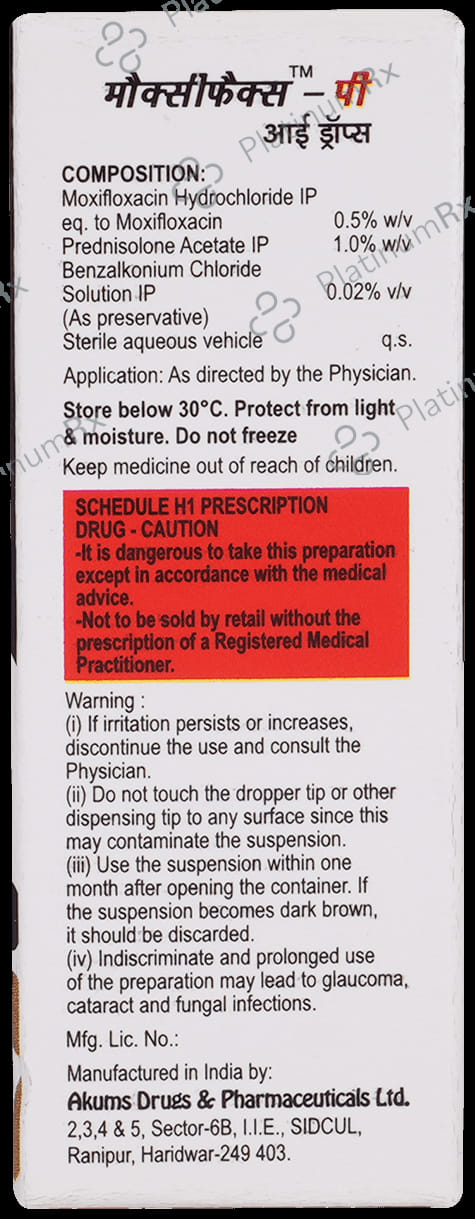 मौक्सीफैक्स™ – पी
आई ड्रॉप्स
COMPOSITION:
Moxifloxacin Hydrochloride IP
eq. to Moxifloxacin 0.5% w/v
Prednisolone Acetate IP 1.0% w/v
Benzalkonium Chloride
Solution IP 0.02% v/v
(As preservative)
Sterile aqueous vehicle q.s.
Application: As directed by the Physician.
Store below 30°C. Protect from light
& moisture. Do not freeze
Keep medicine out of reach of children.
SCHEDULE H1 PRESCRIPTION
DRUG - CAUTION
-It is dangerous to take this preparation
except in accordance with the medical
advice.
-Not to be sold by retail without the
prescription of a Registered Medical
Practitioner.
Warning :
(i) If irritation persists or increases,
discontinue the use and consult the
Physician.
(ii) Do not touch the dropper tip or other
dispensing tip to any surface since this
may contaminate the suspension.
(iii) Use the suspension within one
month after opening the container. If
the suspension becomes dark brown,
it should be discarded.
(iv) Indiscriminate and prolonged use
of the preparation may lead to glaucoma,
cataract and fungal infections.
Mfg. Lic. No.:
Manufactured in India by:
Akums Drugs & Pharmaceuticals Ltd.
2,3,4 & 5, Sector-6B, I.I.E., SIDCUL,
Ranipur, Haridwar-249 403.
PlatinumRx
PlatinumRx